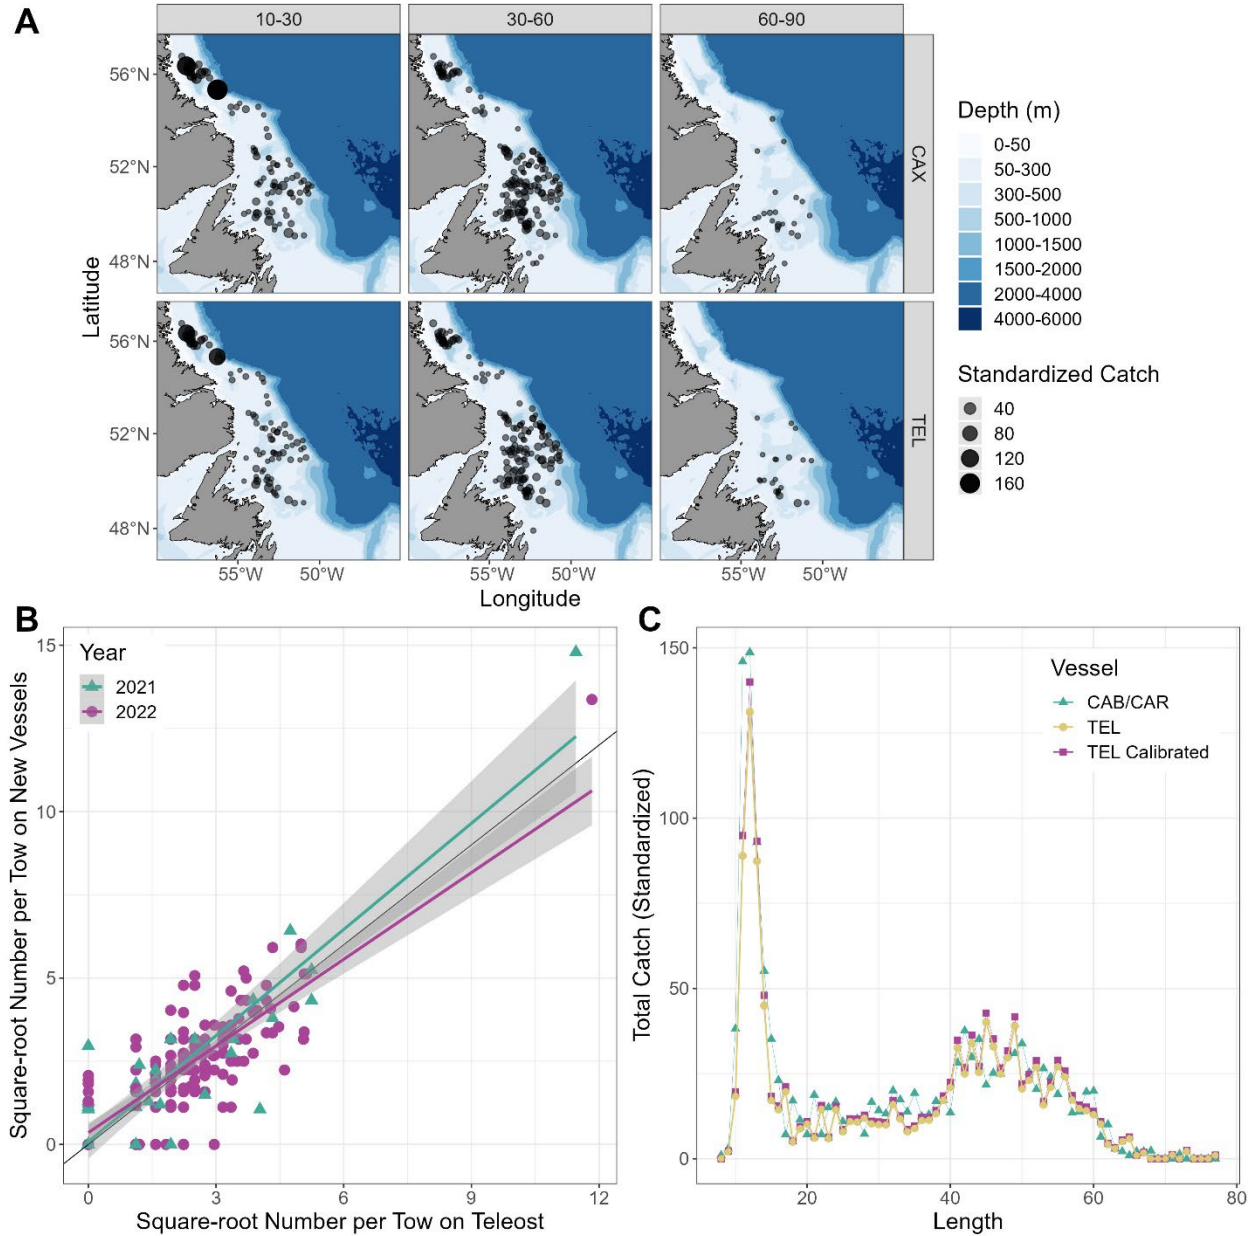 A
10-30
30-60
60-90
56°N
52°N
48°N
CAX
56°N
52°N
48°N
TEL
Latitude
55°W
50°W
55°W
50°W
55°W
50°W
Longitude
Depth (m)
0-50
50-300
300-500
500-1000
1000-1500
1500-2000
2000-4000
4000-6000
Standardized Catch
40
80
120
160
B
Year
2021
2022
15
10
5
0
0
3
6
9
12
Square-root Number per Tow on New Vessels
Square-root Number per Tow on Teleost
C
Vessel
CAB/CAR
TEL
TEL Calibrated
150
100
50
0
20
40
60
80
Total Catch (Standardized)
Length